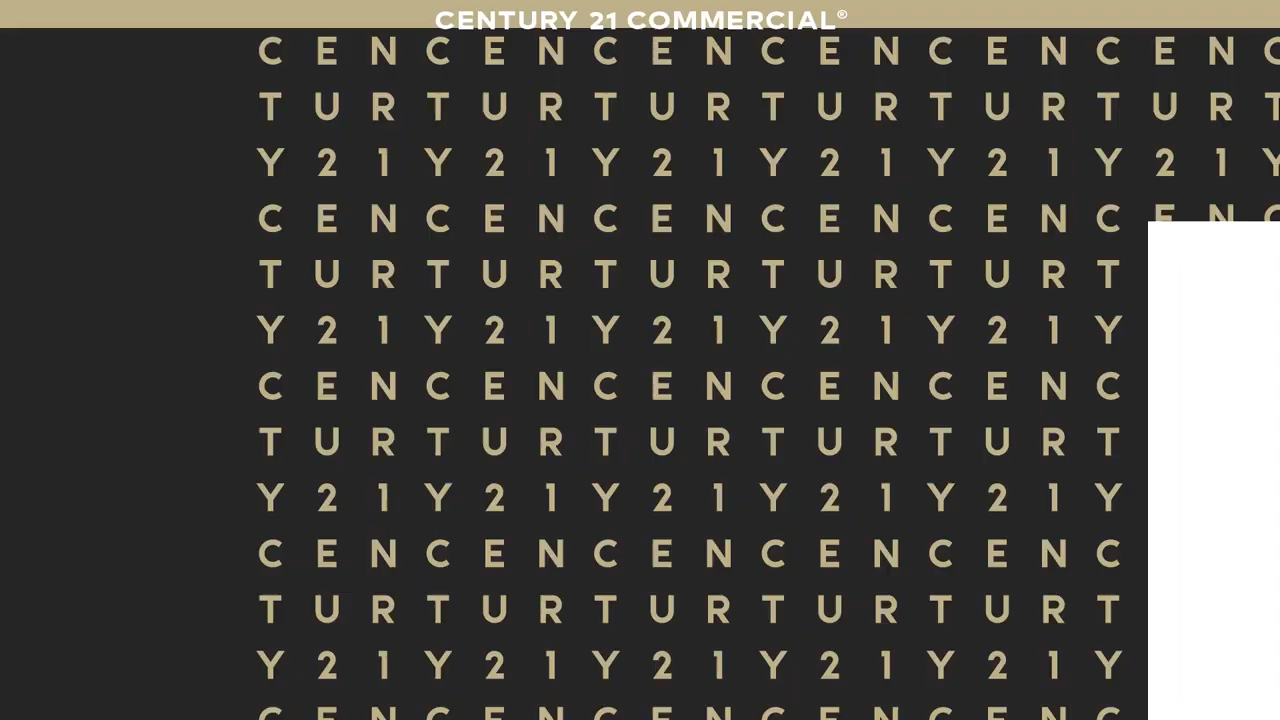 CENTURY 21 COMMERCIAL®
C E N C E N C E N C E N C E N C E N C
T U R T U R T U R T U R T U R T U R T
Y 2 1 Y 2 1 Y 2 1 Y 2 1 Y 2 1 Y 2 1 Y
C E N C E N C E N C E N C E N C E N C
T U R T U R T U R T U R T U R T
Y 2 1 Y 2 1 Y 2 1 Y 2 1 Y 2 1 Y
C E N C E N C E N C E N C E N C
T U R T U R T U R T U R T U R T
Y 2 1 Y 2 1 Y 2 1 Y 2 1 Y 2 1 Y
C E N C E N C E N C E N C E N C
T U R T U R T U R T U R T U R T
Y 2 1 Y 2 1 Y 2 1 Y 2 1 Y 2 1 Y
C E N C E N C E N C E N C E N C